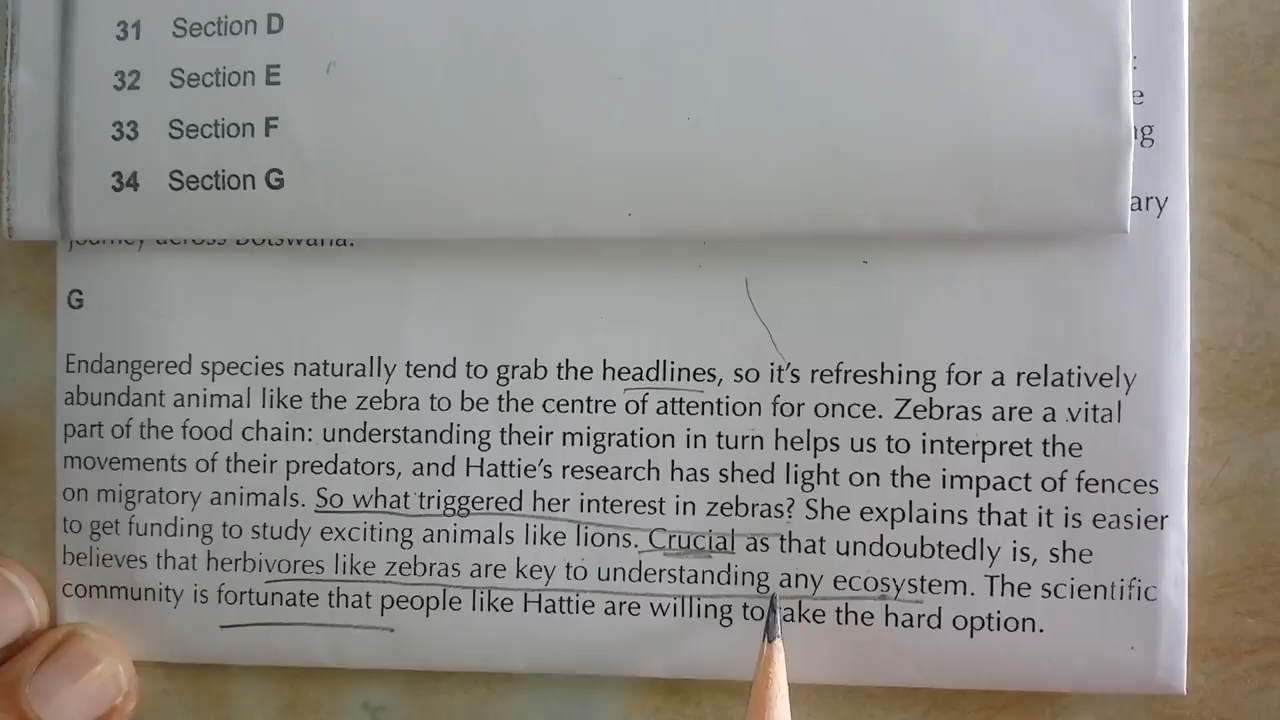 31 Section D
32 Section E
33 Section F
34 Section G
:
e
ary
journey across Botswana.
G
Endangered species naturally tend to grab the headlines, so it's refreshing for a relatively
abundant animal like the zebra to be the centre of attention for once. Zebras are a vital
part of the food chain: understanding their migration in turn helps us to interpret the
movements of their predators, and Hattie's research has shed light on the impact of fences
on migratory animals. So what triggered her interest in zebras? She explains that it is easier
to get funding to study exciting animals like lions. Crucial as that undoubtedly is, she
believes that herbivores like zebras are key to understanding any ecosystem. The scientific
community is fortunate that people like Hattie are willing to take the hard option.